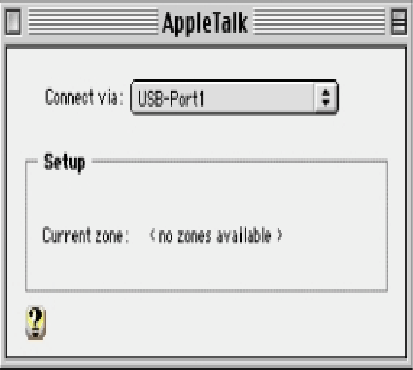 AppleTalk
Connect via: USB-Port1
Setup
Current zone: < no zones available >
?